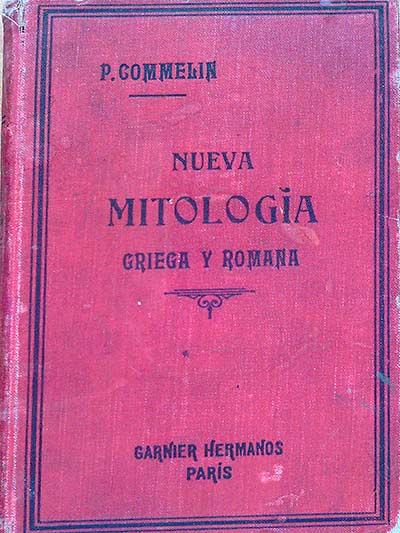 P. COMMELIN
NUEVA
MITOLOGÍA
GRIEGA Y ROMANA
GARNIER HERMANOS
PARÍS